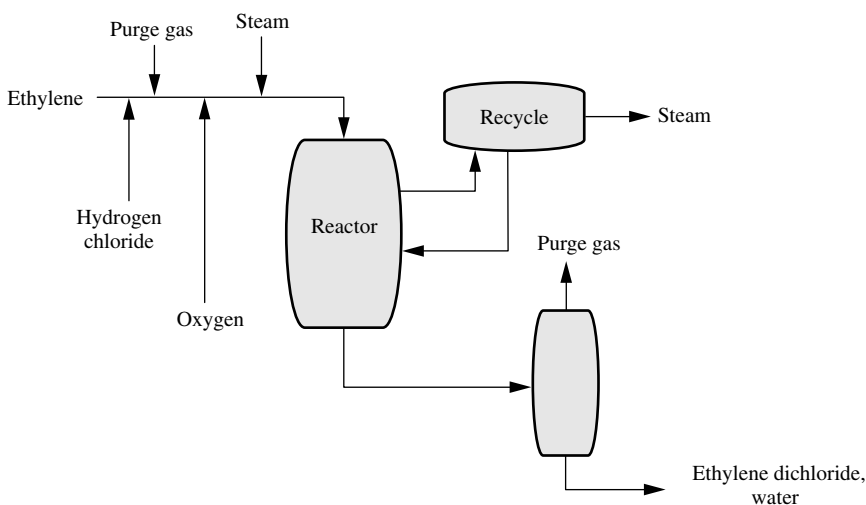 Steam
Purge gas
Ethylene
Recycle
Steam
Hydrogen
chloride
Reactor
Purge gas
Oxygen
Ethylene dichloride,
water